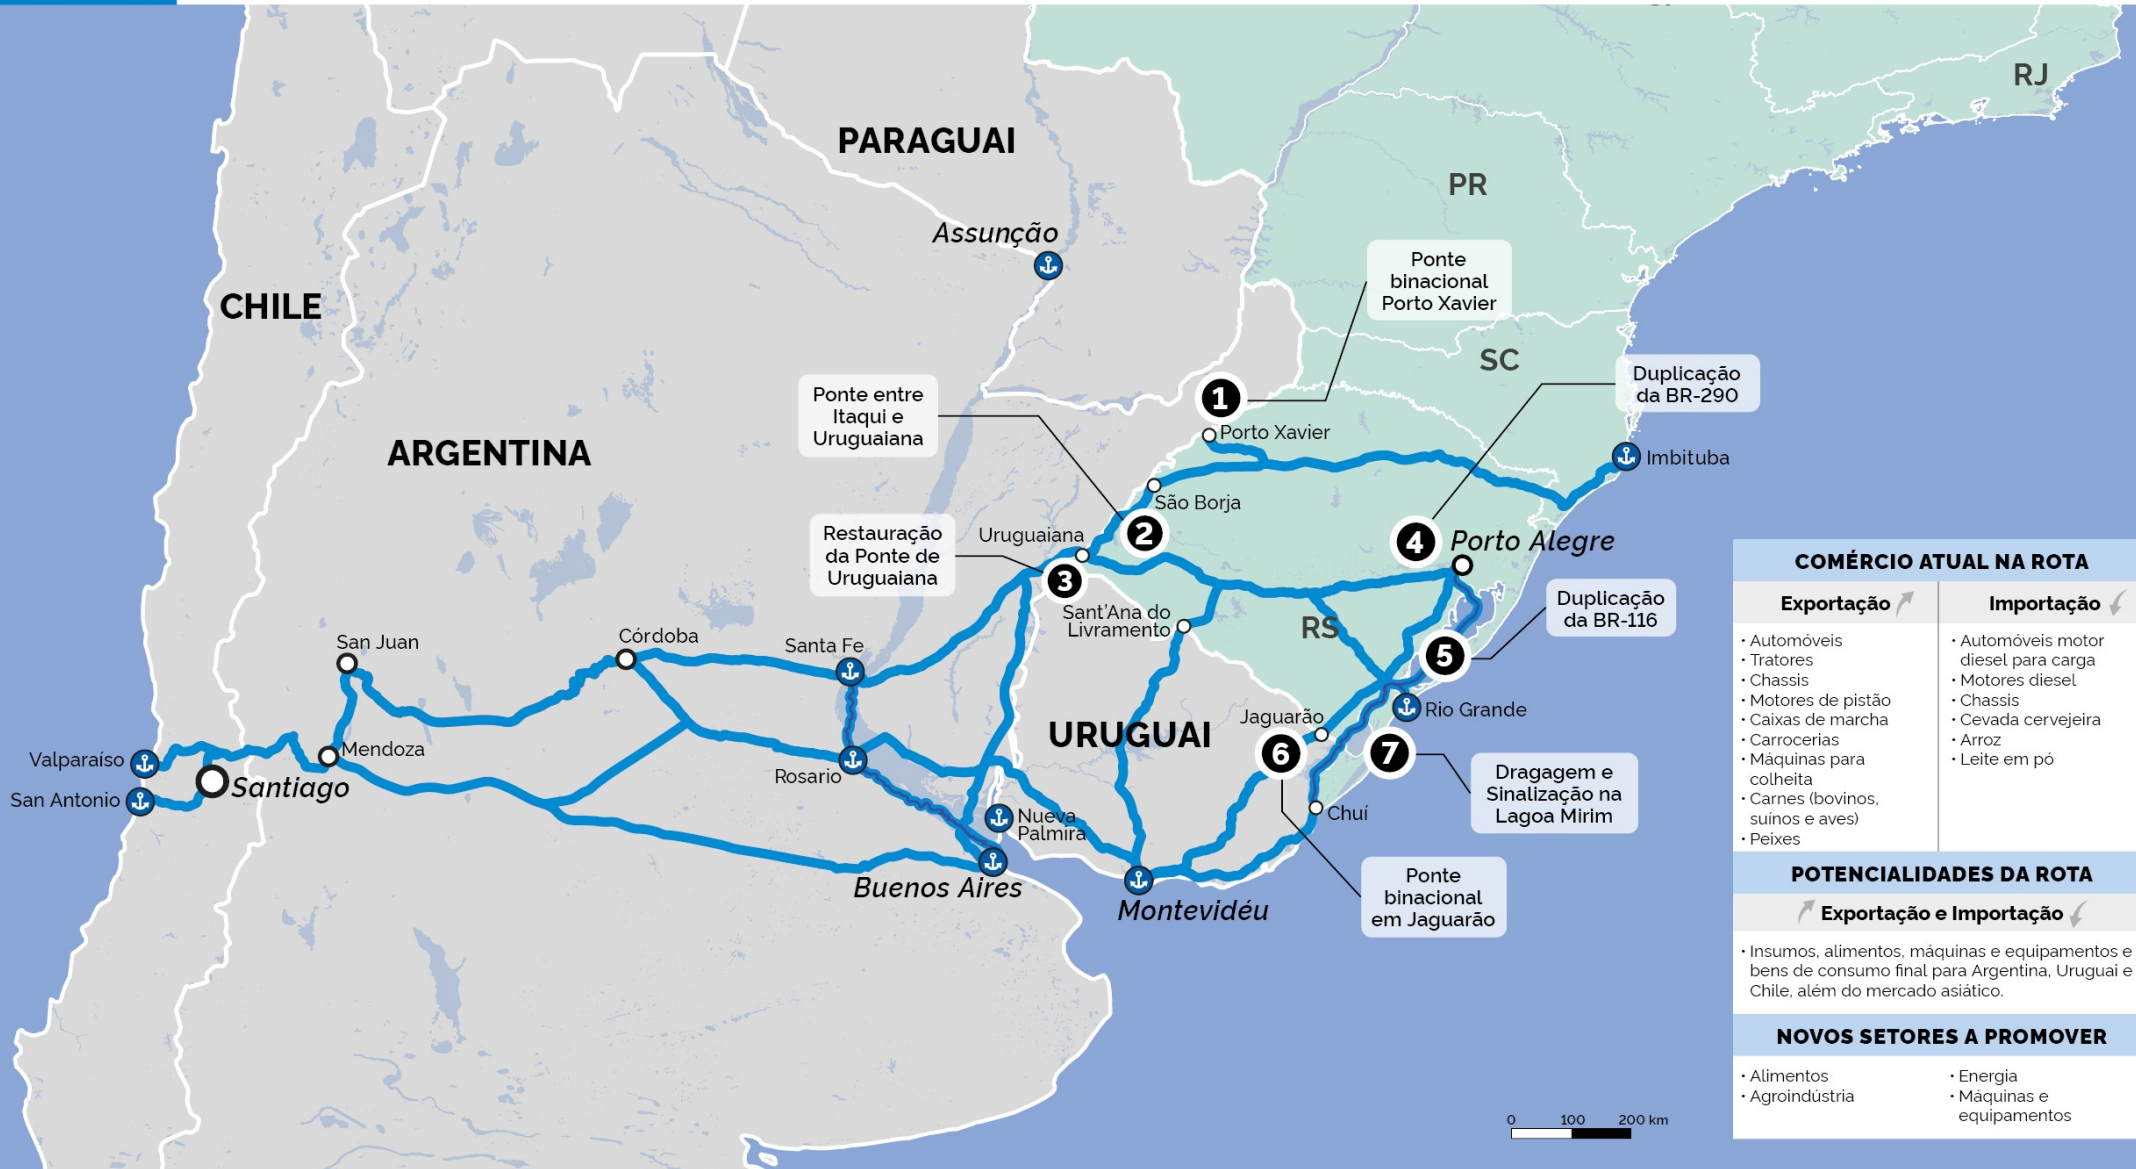 RJ
PARAGUAI
PR
Assunção
Ponte
binacional
Porto Xavier
CHILE
SC
Duplicação
da BR-290
Ponte entre
Itaqui e
Uruguaiana
1
Porto Xavier
ARGENTINA
Imbituba
São Borja
Restauração
da Ponte de
Uruguaiana
Uruguaiana
2
4
Porto Alegre
3
Duplicação
da BR-116
Sant'Ana do
Livramento
RS
San Juan
Córdoba
Santa Fe
5
Jaguarão
Rio Grande
URUGUAI
Valparaíso
Mendoza
6
7
Rosario
San Antonio
Santiago
Dragagem e
Sinalização na
Lagoa Mirim
Nueva
Palmira
Chuí
Buenos Aires
Montevidéu
Ponte
binacional
em Jaguarão
COMÉRCIO ATUAL NA ROTA
Exportação
· Automóveis
· Tratores
· Chassis
· Motores de pistão
· Caixas de marcha
· Carrocerias
· Máquinas para
colheita
· Carnes (bovinos,
suínos e aves)
· Peixes
Importação
· Automóveis motor
diesel para carga
· Motores diesel
· Chassis
· Cevada cervejeira
· Arroz
· Leite em pó
POTENCIALIDADES DA ROTA
Exportação e Importação
· Insumos, alimentos, máquinas e equipamentos e
bens de consumo final para Argentina, Uruguai e
Chile, além do mercado asiático.
NOVOS SETORES A PROMOVER
· Alimentos
· Agroindústria
· Energia
· Máquinas e
equipamentos
0 100 200 km